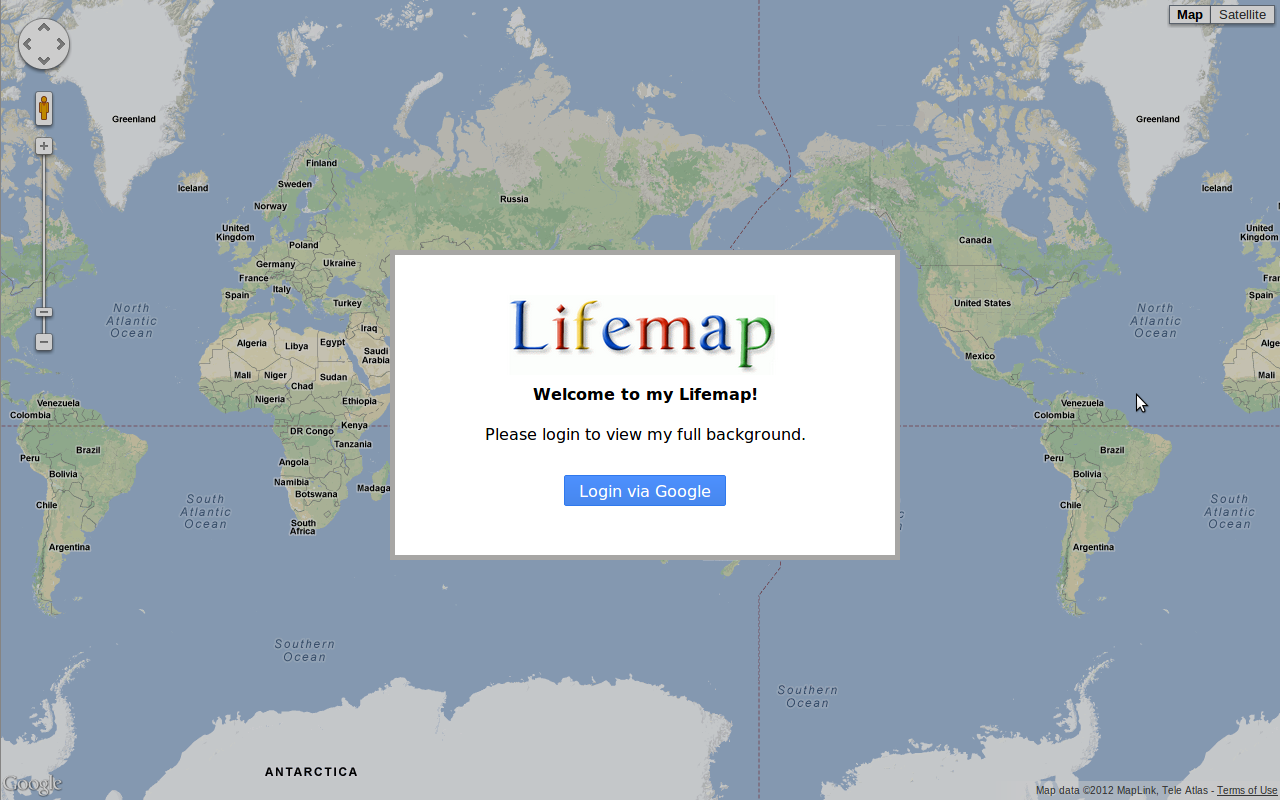 Map Satellite
Greenland
Greenland
Finland
Iceland
Sweden
Iceland
Russia
Norway
United
Kingdom
United
Kingdom
Poland
Canada
Germany
Ukraine
France
Italy
Spain
Turkey
Spain
United States
North
Atlantic
Ocean
North
Atlantic
Ocean
Iraq
Algeria
Libya
Egypt
Saudi
Arabia
Mexico
Mali
Niger
Sudan
Chad
Mali
Nigeria
Ethiopia
Venezuela
Colombia
Venezuela
Colombia
Kenya
DR Congo
Tanzania
Brazil
Peru
Bolivia
Brazil
Peru
Bolivia
Angola
Namibia
Botswana
South
Africa
Chile
Argentina
Chile
Argentina
South
Atlantic
Ocean
South
Atlantic
Ocean
Lifemap
Welcome to my Lifemap!
Please login to view my full background.
Login via Google
Southern
Ocean
Southern
Ocean
ANTARCTICA
Google
Map data ©2012 MapLink, Tele Atlas - Terms of Use